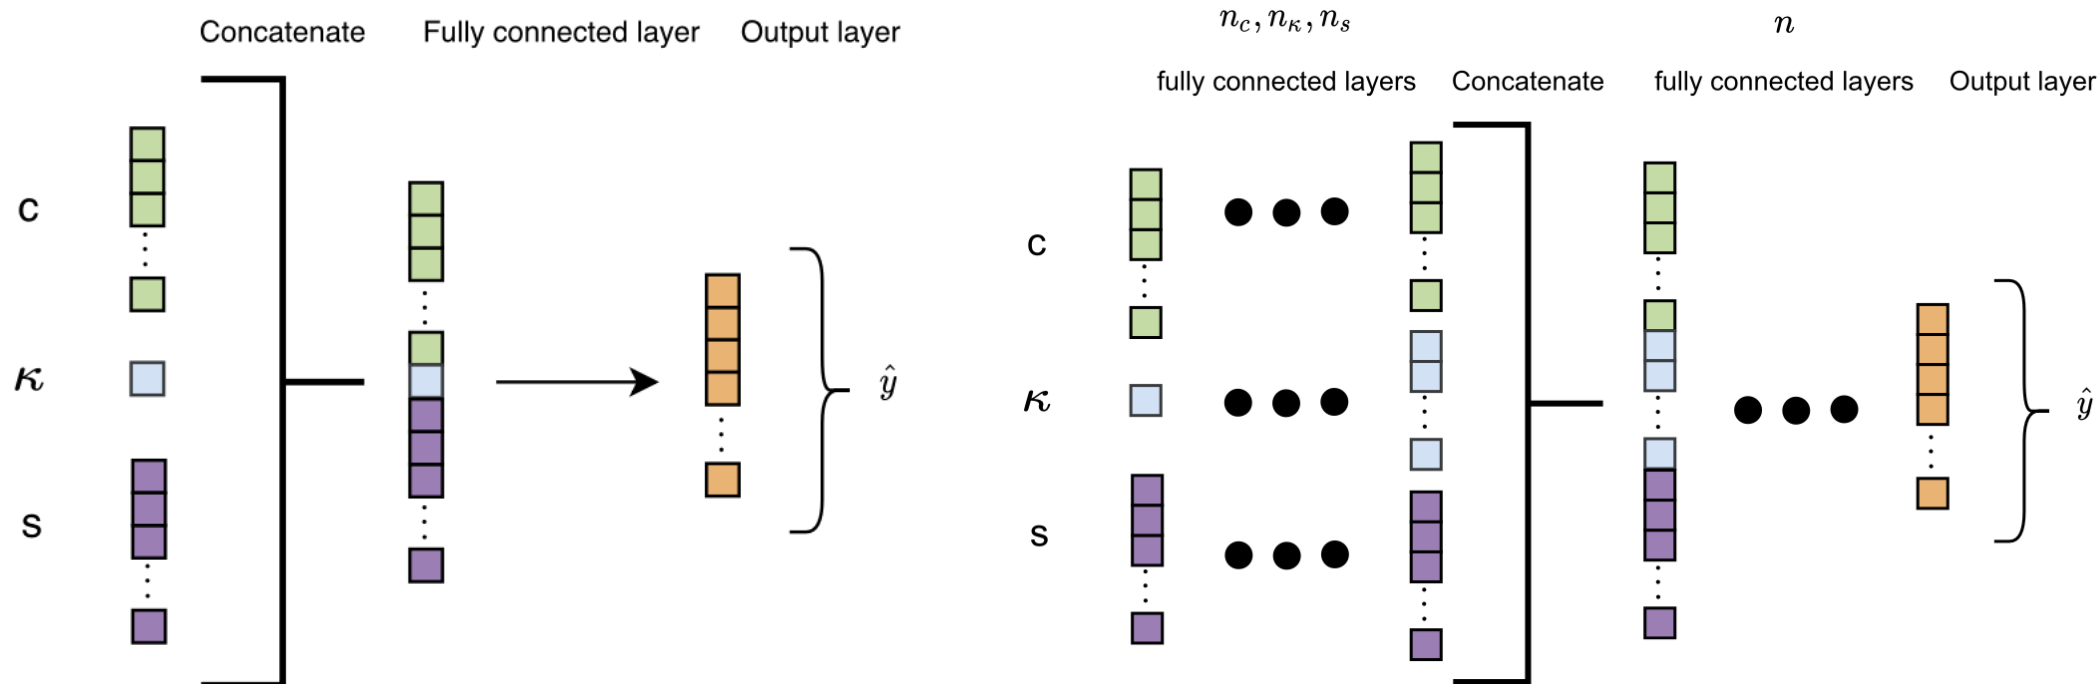 Concatenate Fully connected layer Output layer
c
κ
s
ŷ
n_c, n_κ, n_s n
fully connected layers Concatenate fully connected layers Output layer
c
κ
s
ŷ